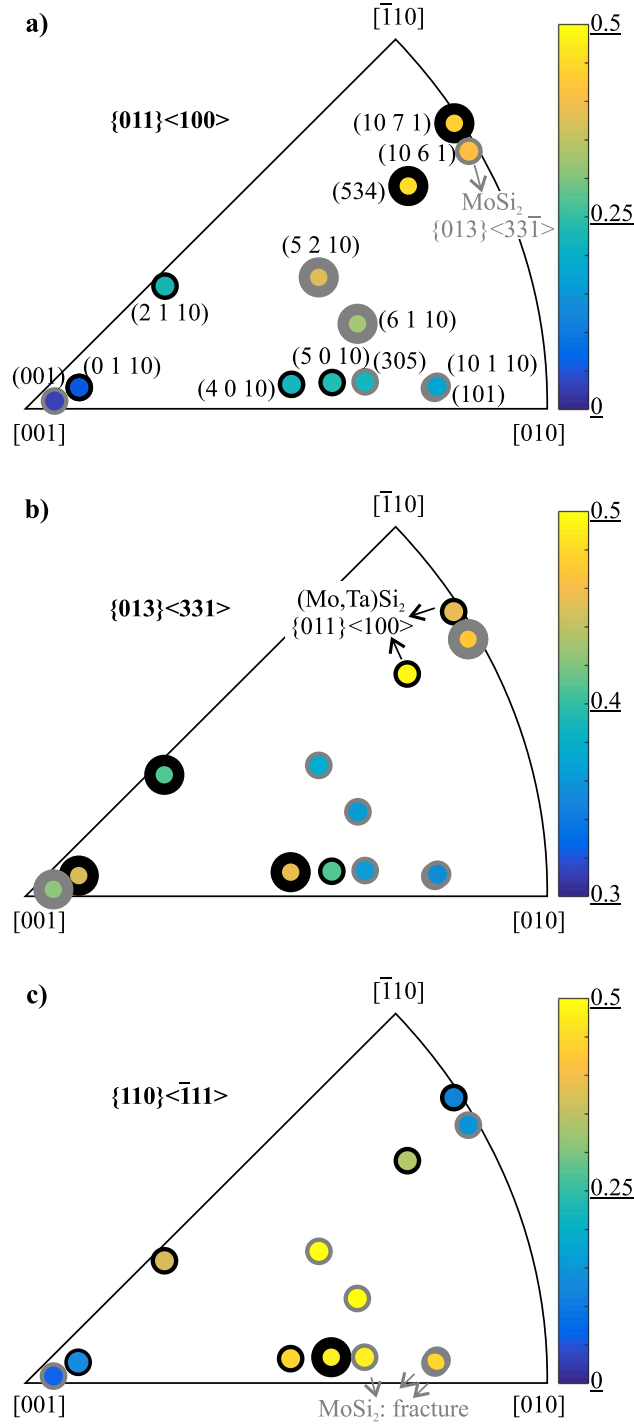 a)
[1̄10]
0.5
{011}<100>
(10 7 1)
(10 6 1)
(534)
MoSi₂
{013}<331̄>
0.25
(5 2 10)
(2 1 10)
(6 1 10)
(5 0 10)
(305)
(10 1 10)
(001)
(0 1 10)
(4 0 10)
(101)
0
[001]
[010]
b)
[1̄10]
0.5
{013}<331>
(Mo,Ta)Si₂
{011}<100>
0.4
0.3
[001]
[010]
c)
[1̄10]
0.5
{110}<1̄11>
0.25
0
[001]
[010]
MoSi₂: fracture